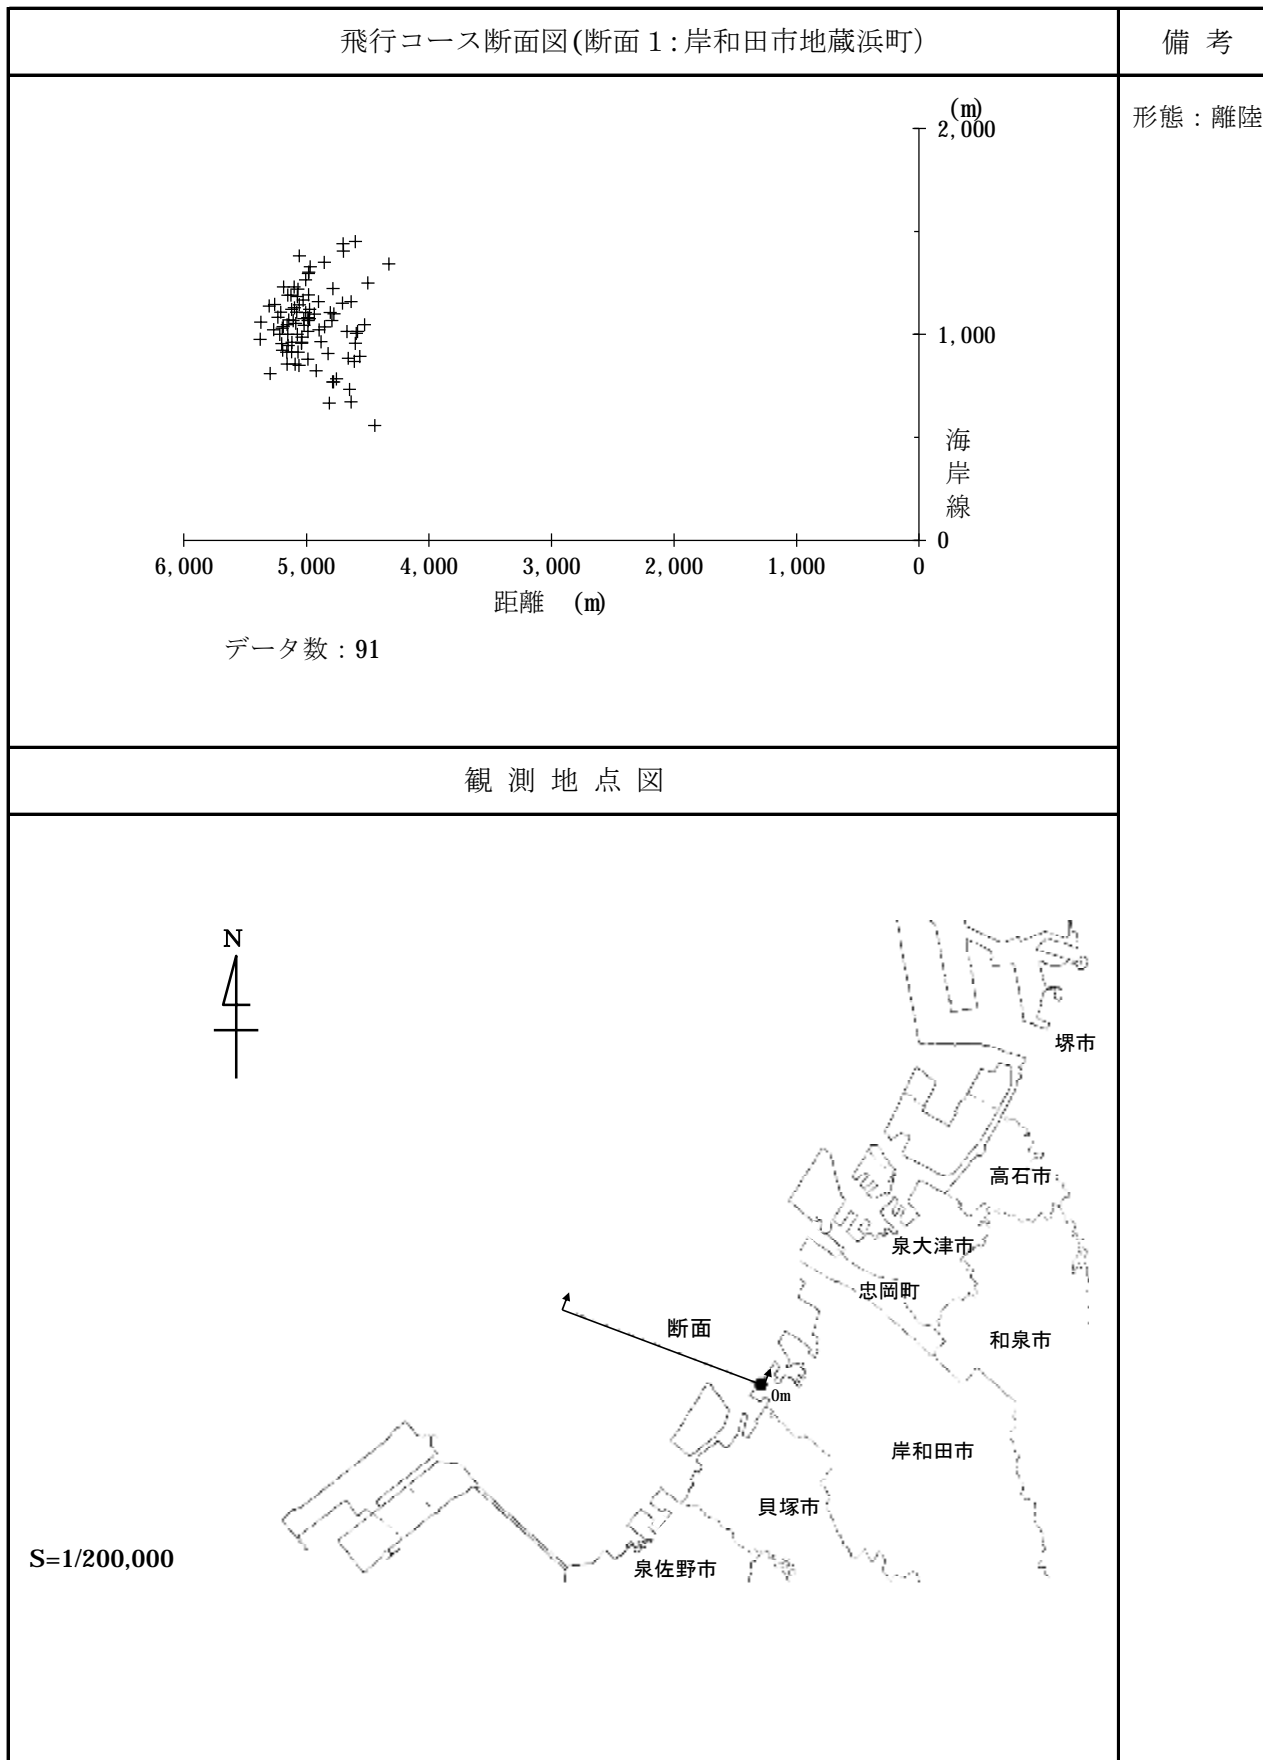 飛行コース断面図(断面1:岸和田市地蔵浜町)
備 考
形態:離陸
(m)
2,000
1,000
0
海岸線
6,000 5,000 4,000 3,000 2,000 1,000 0
距離 (m)
データ数:91
観 測 地 点 図
N
堺市
高石市
泉大津市
忠岡町
断面
和泉市
0m
岸和田市
貝塚市
S=1/200,000
泉佐野市